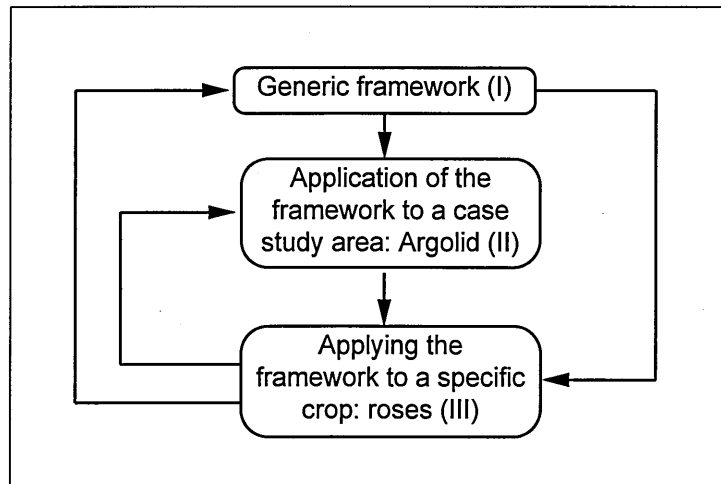 Generic framework (I)
Application of the
framework to a case
study area: Argolid (II)
Applying the
framework to a specific
crop: roses (III)